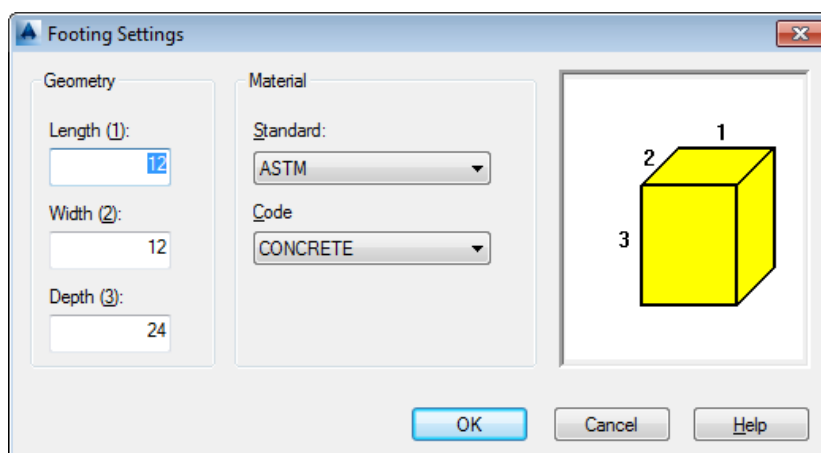 Footing Settings
Geometry
Length (1):
12
Width (2):
12
Depth (3):
24
Material
Standard:
ASTM
Code
CONCRETE
1
2
3
OK
Cancel
Help